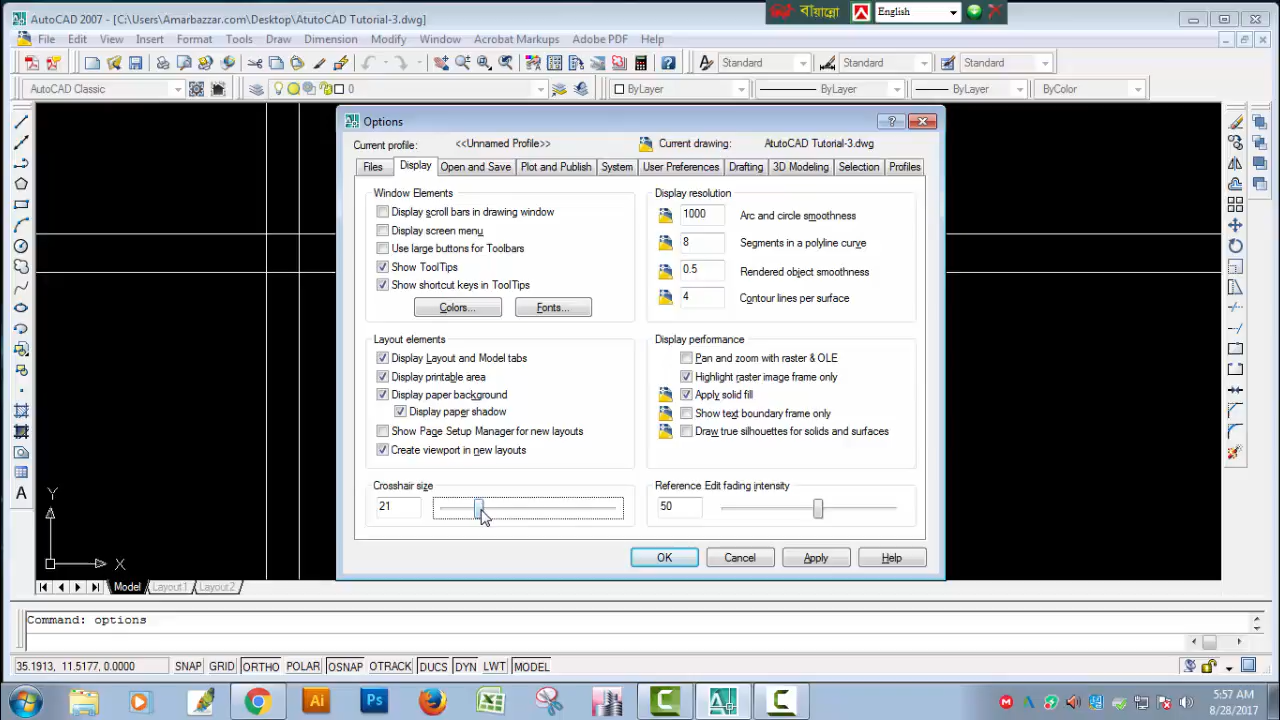 AutoCAD 2007 - [C:\Users\Amarbazzar.com\Desktop\AtutoCAD Tutorial-3.dwg]
বাঁয়ান্নো
English
File Edit View Insert Format Tools Draw Dimension Modify Window Acrobat Markups Adobe PDF Help
Standard Standard Standard
AutoCAD Classic 0 ByLayer ByLayer ByLayer ByColor
Options
Current profile: <<Unnamed Profile>> Current drawing: AtutoCAD Tutorial-3.dwg
Files Display Open and Save Plot and Publish System User Preferences Drafting 3D Modeling Selection Profiles
Window Elements
Display scroll bars in drawing window
Display screen menu
Use large buttons for Toolbars
Show ToolTips
Show shortcut keys in ToolTips
Colors... Fonts...
Display resolution
1000 Arc and circle smoothness
8 Segments in a polyline curve
0.5 Rendered object smoothness
4 Contour lines per surface
Layout elements
Display Layout and Model tabs
Display printable area
Display paper background
Display paper shadow
Show Page Setup Manager for new layouts
Create viewport in new layouts
Display performance
Pan and zoom with raster & OLE
Highlight raster image frame only
Apply solid fill
Show text boundary frame only
Draw true silhouettes for solids and surfaces
Crosshair size
21
Reference Edit fading intensity
50
OK Cancel Apply Help
Y
X
Model Layout1 Layout2
Command: options
35.1913, 11.5177, 0.0000 SNAP GRID ORTHO POLAR OSNAP OTRACK DUCS DYN LWT MODEL
Ai Ps
5:57 AM
8/28/2017